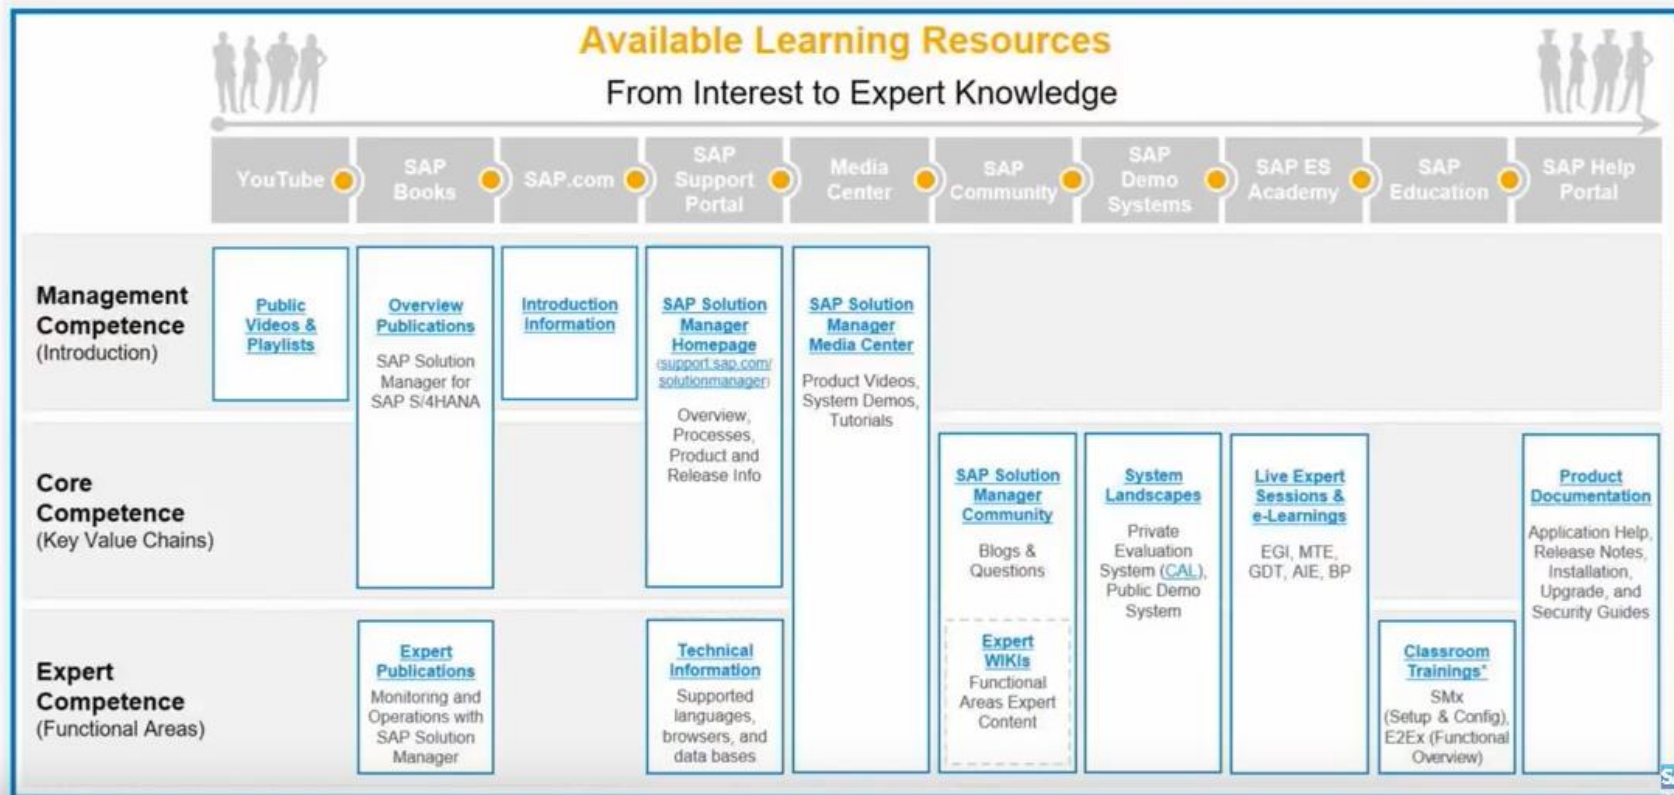 Available Learning Resources
From Interest to Expert Knowledge
YouTube
SAP
Books
SAP.com
SAP
Support
Portal
Media
Center
SAP
Community
SAP
Demo
Systems
SAP ES
Academy
SAP
Education
SAP Help
Portal
Management
Competence
(Introduction)
Public
Videos &
Playlists
Overview
Publications
SAP Solution
Manager for
SAP S/4HANA
Introduction
Information
SAP Solution
Manager
Homepage
(support.sap.com/
solutionmanager)
Overview,
Processes,
Product and
Release Info
SAP Solution
Manager
Media Center
Product Videos,
System Demos,
Tutorials
Core
Competence
(Key Value Chains)
SAP Solution
Manager
Community
Blogs &
Questions
System
Landscapes
Private
Evaluation
System (CAL),
Public Demo
System
Live Expert
Sessions &
e-Learnings
EGI, MTE,
GDT, AIE, BP
Product
Documentation
Application Help,
Release Notes,
Installation,
Upgrade, and
Security Guides
Expert
Competence
(Functional Areas)
Expert
Publications
Monitoring and
Operations with
SAP Solution
Manager
Technical
Information
Supported
languages,
browsers, and
data bases
Expert
WIKIs
Functional
Areas Expert
Content
Classroom
Trainings*
SMx
(Setup & Config),
E2Ex (Functional
Overview)